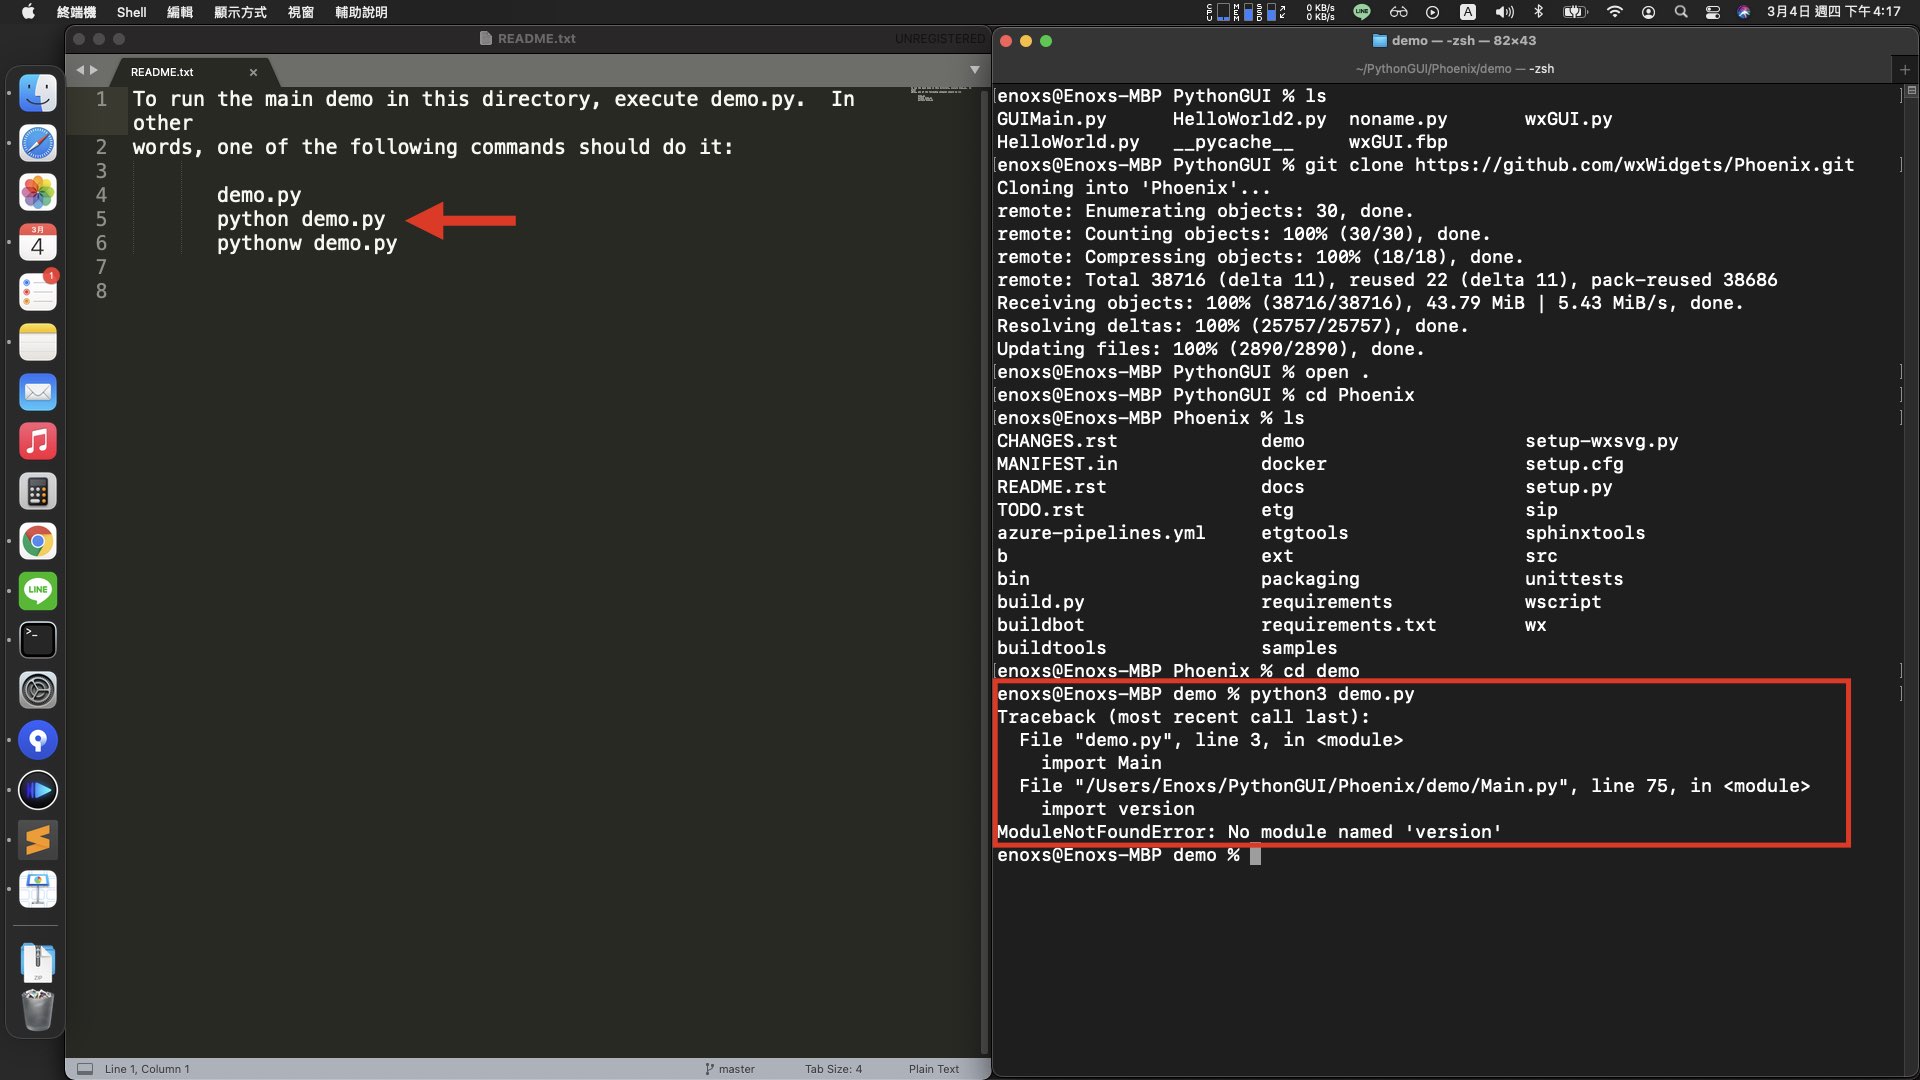 終端機 Shell 編輯 顯示方式 視窗 輔助說明
CPU MEM SSD 0 KB/s 0 KB/s LINE A 3月4日 週四 下午4:17
README.txt UNREGISTERED
README.txt ×
1 To run the main demo in this directory, execute demo.py.  In
other
2 words, one of the following commands should do it:
3
4 demo.py
5 python demo.py
6 pythonw demo.py
7
8
Line 1, Column 1 master Tab Size: 4 Plain Text
demo — -zsh — 82×43
~/PythonGUI/Phoenix/demo — -zsh
enoxs@Enoxs-MBP PythonGUI % ls
GUIMain.py HelloWorld2.py noname.py wxGUI.py
HelloWorld.py __pycache__ wxGUI.fbp
enoxs@Enoxs-MBP PythonGUI % git clone https://github.com/wxWidgets/Phoenix.git
Cloning into 'Phoenix'...
remote: Enumerating objects: 30, done.
remote: Counting objects: 100% (30/30), done.
remote: Compressing objects: 100% (18/18), done.
remote: Total 38716 (delta 11), reused 22 (delta 11), pack-reused 38686
Receiving objects: 100% (38716/38716), 43.79 MiB | 5.43 MiB/s, done.
Resolving deltas: 100% (25757/25757), done.
Updating files: 100% (2890/2890), done.
enoxs@Enoxs-MBP PythonGUI % open .
enoxs@Enoxs-MBP PythonGUI % cd Phoenix
enoxs@Enoxs-MBP Phoenix % ls
CHANGES.rst demo setup-wxsvg.py
MANIFEST.in docker setup.cfg
README.rst docs setup.py
TODO.rst etg sip
azure-pipelines.yml etgtools sphinxtools
b ext src
bin packaging unittests
build.py requirements wscript
buildbot requirements.txt wx
buildtools samples
enoxs@Enoxs-MBP Phoenix % cd demo
enoxs@Enoxs-MBP demo % python3 demo.py
Traceback (most recent call last):
File "demo.py", line 3, in <module>
import Main
File "/Users/Enoxs/PythonGUI/Phoenix/demo/Main.py", line 75, in <module>
import version
ModuleNotFoundError: No module named 'version'
enoxs@Enoxs-MBP demo %
3月
4
1
LINE
>_
ZIP